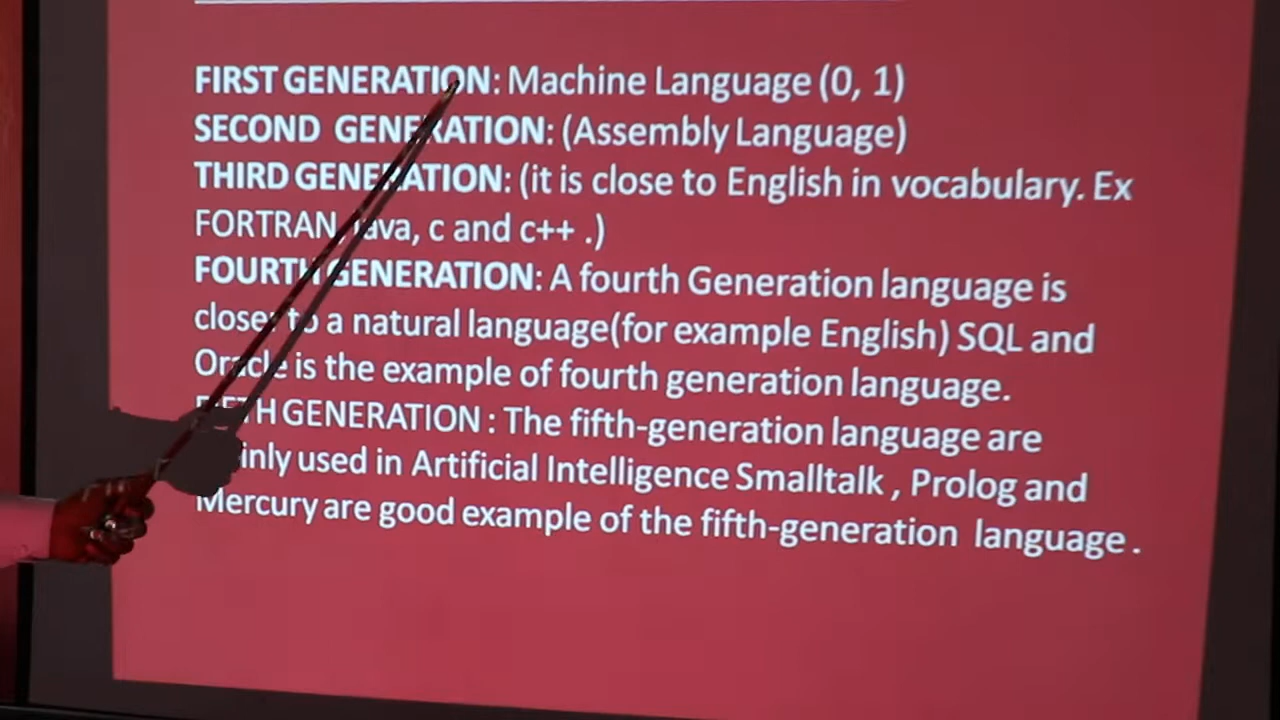 FIRST GENERATION: Machine Language (0, 1)
SECOND GENERATION: (Assembly Language)
THIRD GENERATION: (it is close to English in vocabulary. Ex
FORTRAN, Java, c and c++ .)
FOURTH GENERATION: A fourth Generation language is
closer to a natural language(for example English) SQL and
Oracle is the example of fourth generation language.
FIFTH GENERATION : The fifth-generation language are
mainly used in Artificial Intelligence Smalltalk , Prolog and
Mercury are good example of the fifth-generation language .